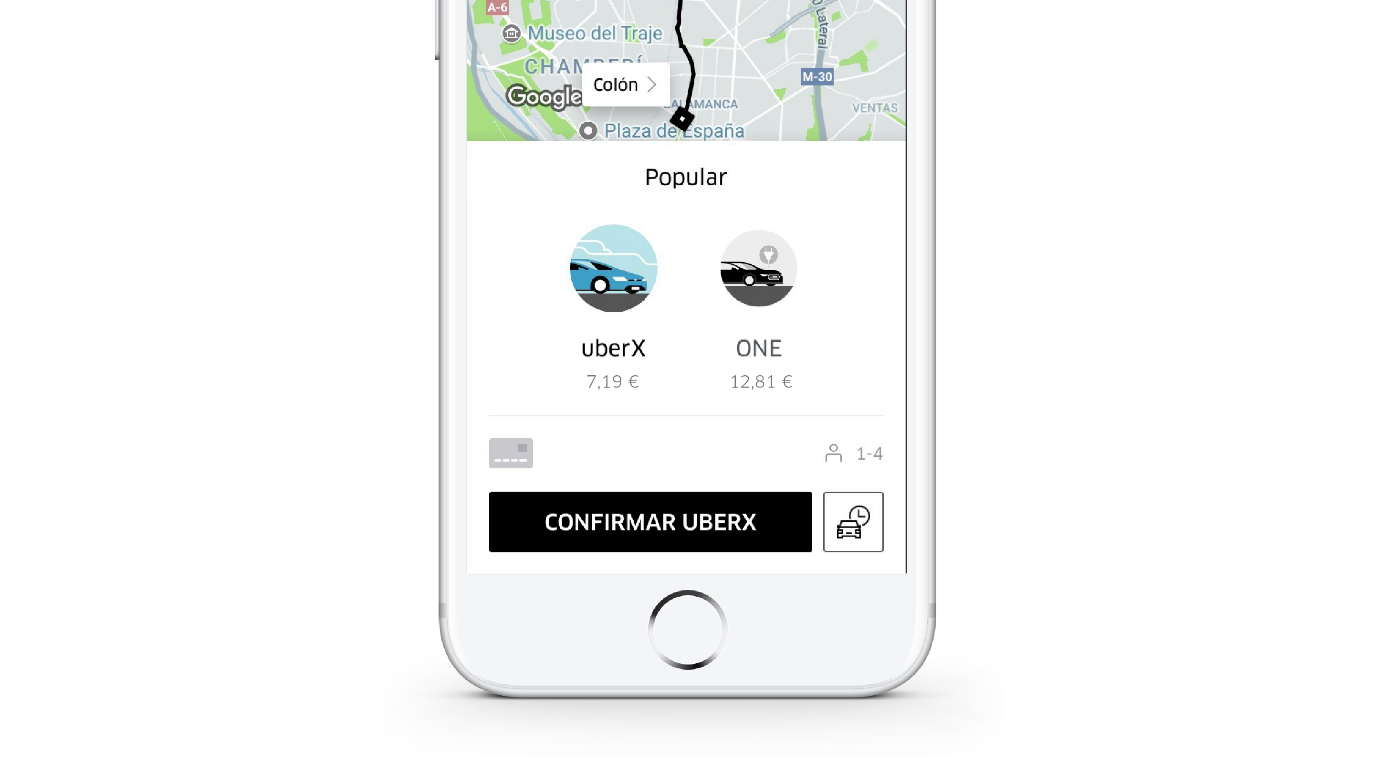 A-6
Museo del Traje
CHAMBERÍ
Colón
Google
SALAMANCA
Plaza de España
Lateral
M-30
VENTAS
Popular
uberX
ONE
7,19 €
12,81 €
1-4
CONFIRMAR UBERX